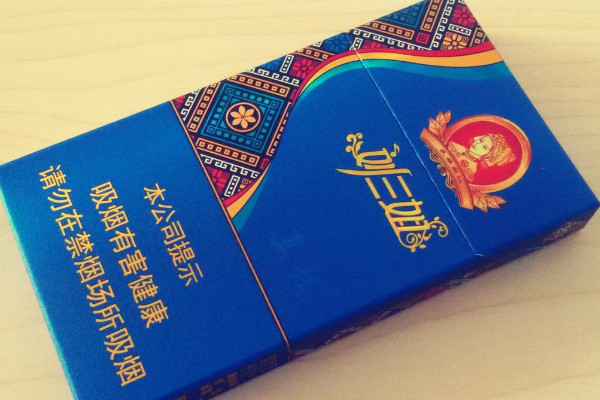 刘三姐
本公司提示
吸烟有害健康
请勿在禁烟场所吸烟